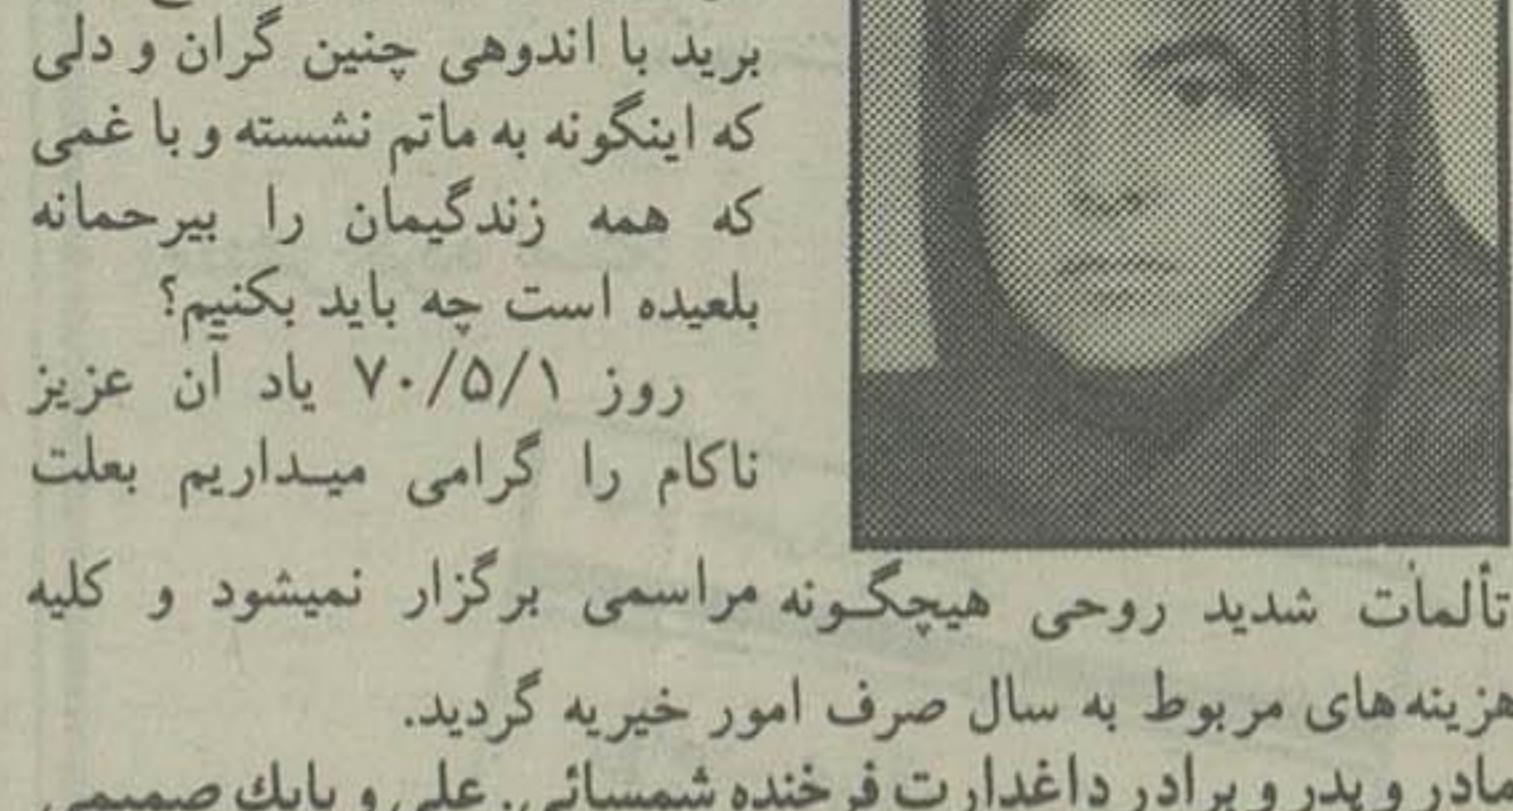 برید با اندوهی چنین گران و دلی
که اینگونه به ماتم نشسته و با غمی
که همه زندگیمان را بیرحمانه
بلعیده است چه باید بکنیم؟
روز ۷۰/۵/۱ یاد آن عزیز
ناکام را گرامی میـداریم بعلت
تألمات شدید روحی هیچگـونه مراسمی برگزار نمیشود و کلیه
هزینه‌های مربوط به سال صرف امور خیریه گردید.
مادر و پدر و برادر داغدارت فرخنده شمسائی. علی و بابك صمیمی